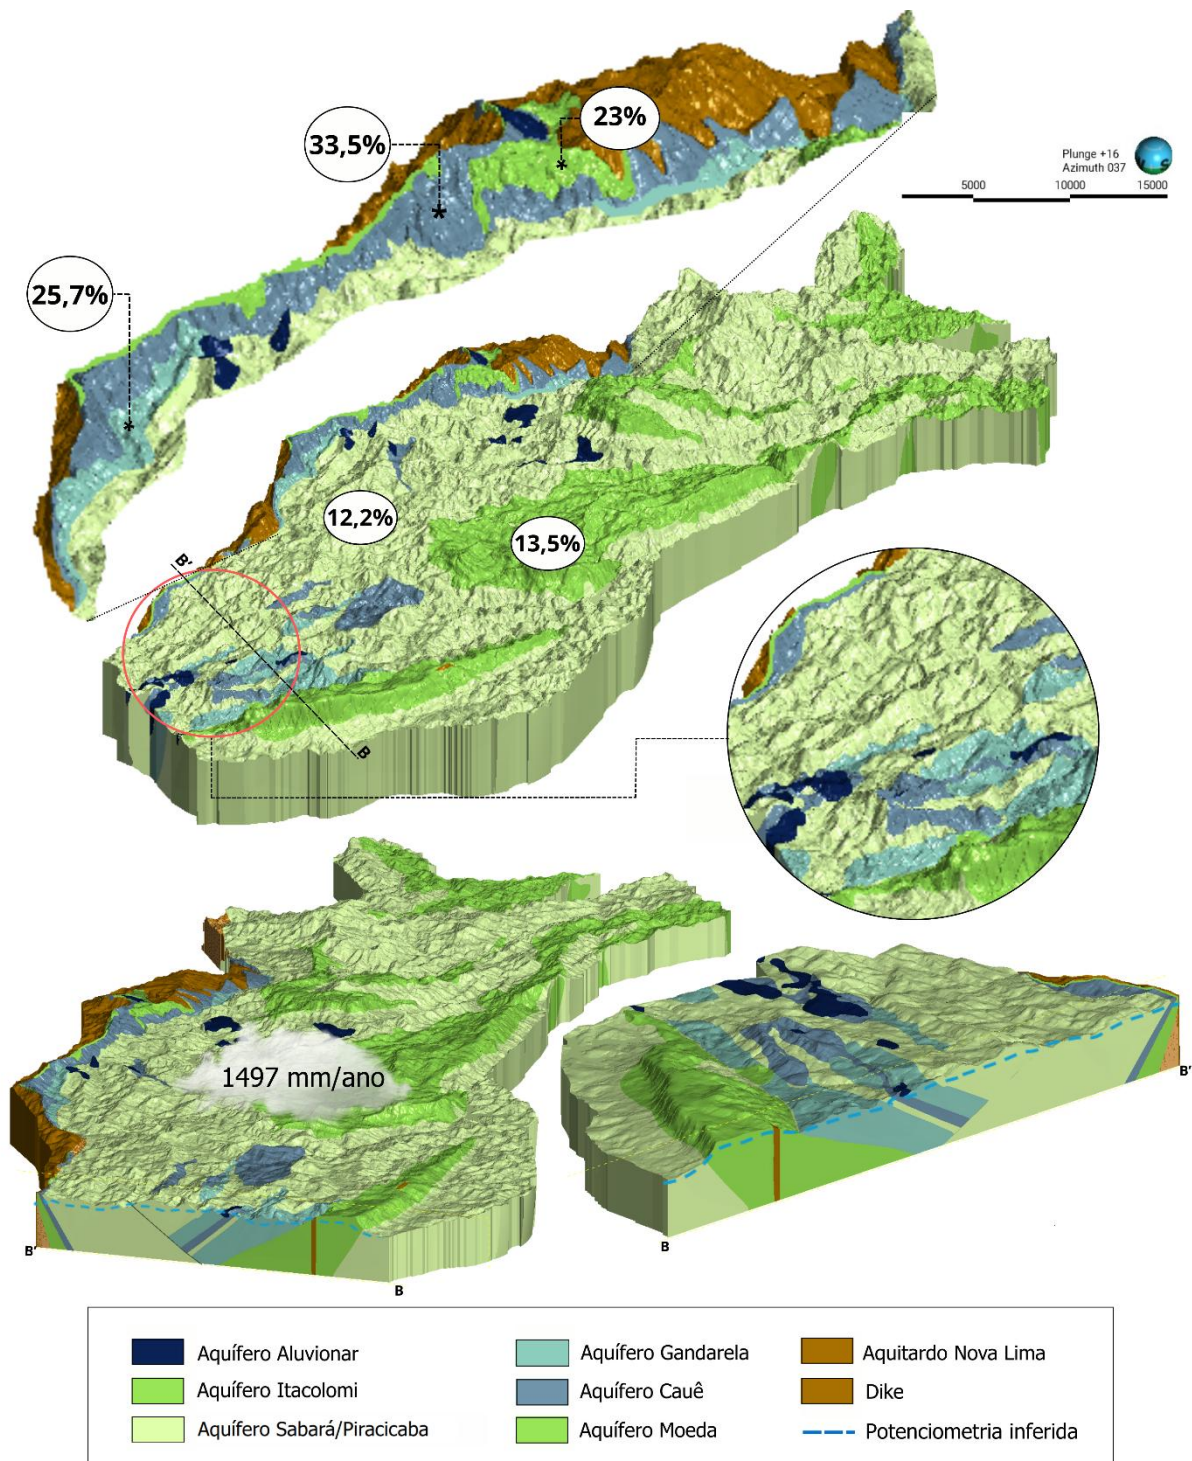 23%
33,5%
Plunge +16
Azimuth 037
5000 10000 15000
25,7%
12,2%
13,5%
B'
B
1497 mm/ano
B'
B'
B
B
Aquífero Aluvionar
Aquífero Itacolomi
Aquífero Sabará/Piracicaba
Aquífero Gandarela
Aquífero Cauê
Aquífero Moeda
Aquitardo Nova Lima
Dike
Potenciometria inferida